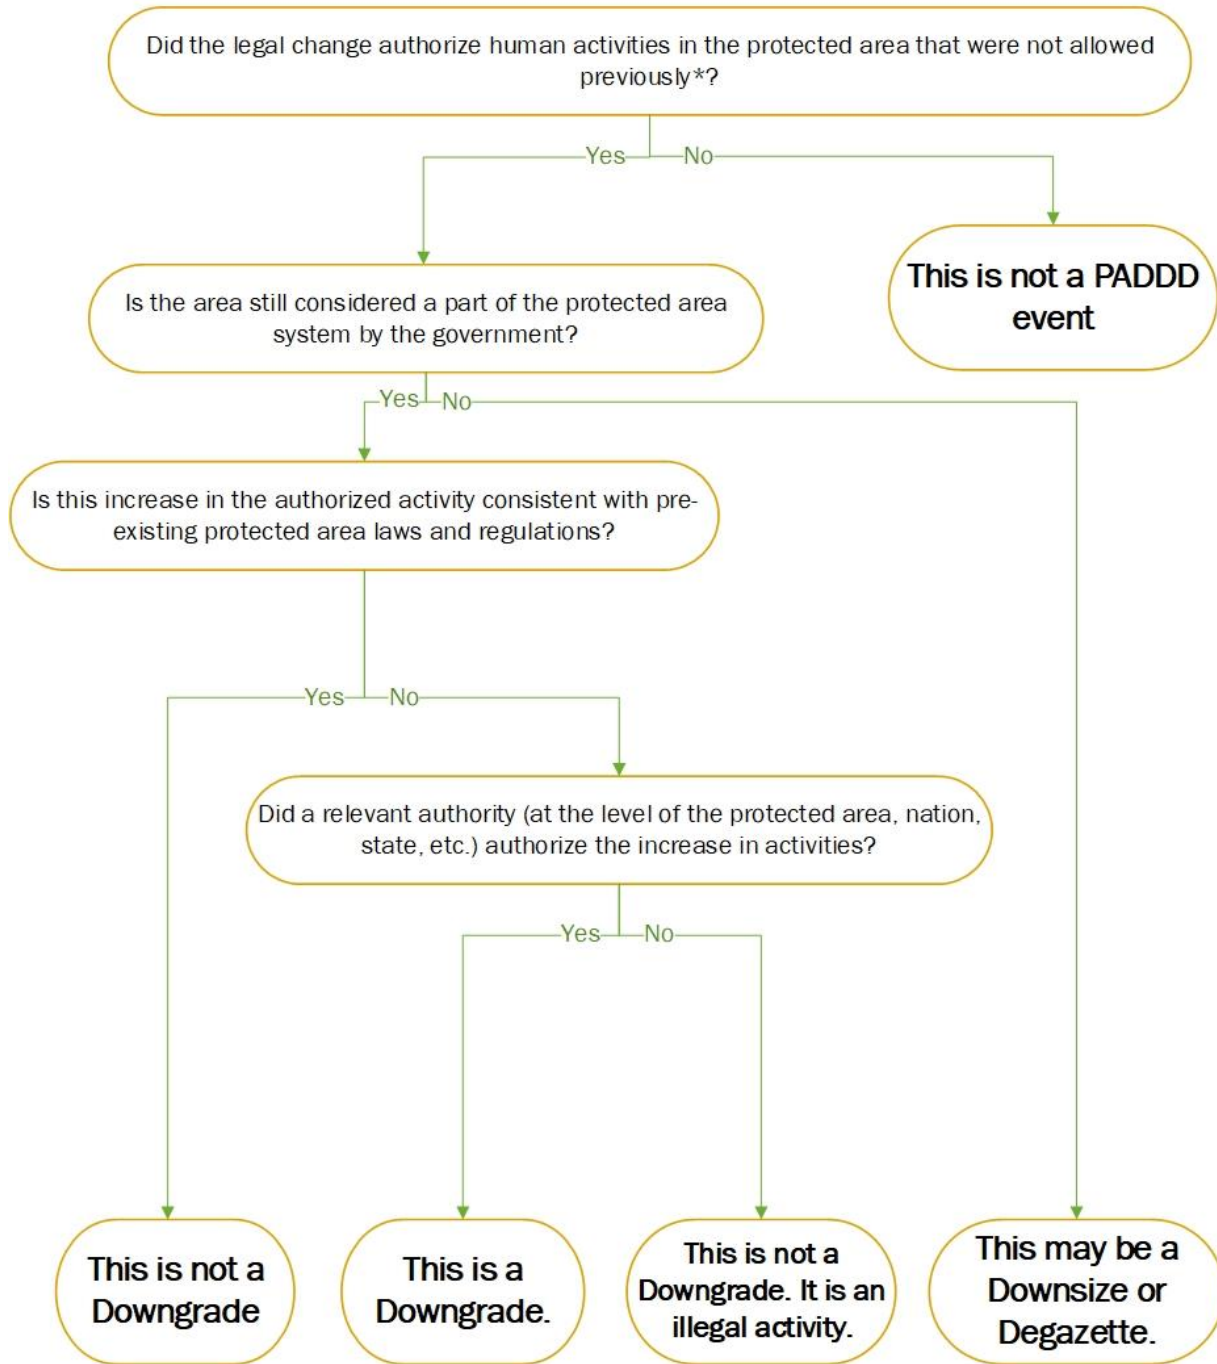 Did the legal change authorize human activities in the protected area that were not allowed
previously*?
Yes
No
This is not a PADDD
event
Is the area still considered a part of the protected area
system by the government?
Yes
No
Is this increase in the authorized activity consistent with pre-
existing protected area laws and regulations?
Yes
No
Did a relevant authority (at the level of the protected area, nation,
state, etc.) authorize the increase in activities?
Yes
No
This is not a
Downgrade
This is a
Downgrade.
This is not a
Downgrade. It is an
illegal activity.
This may be a
Downsize or
Degazette.